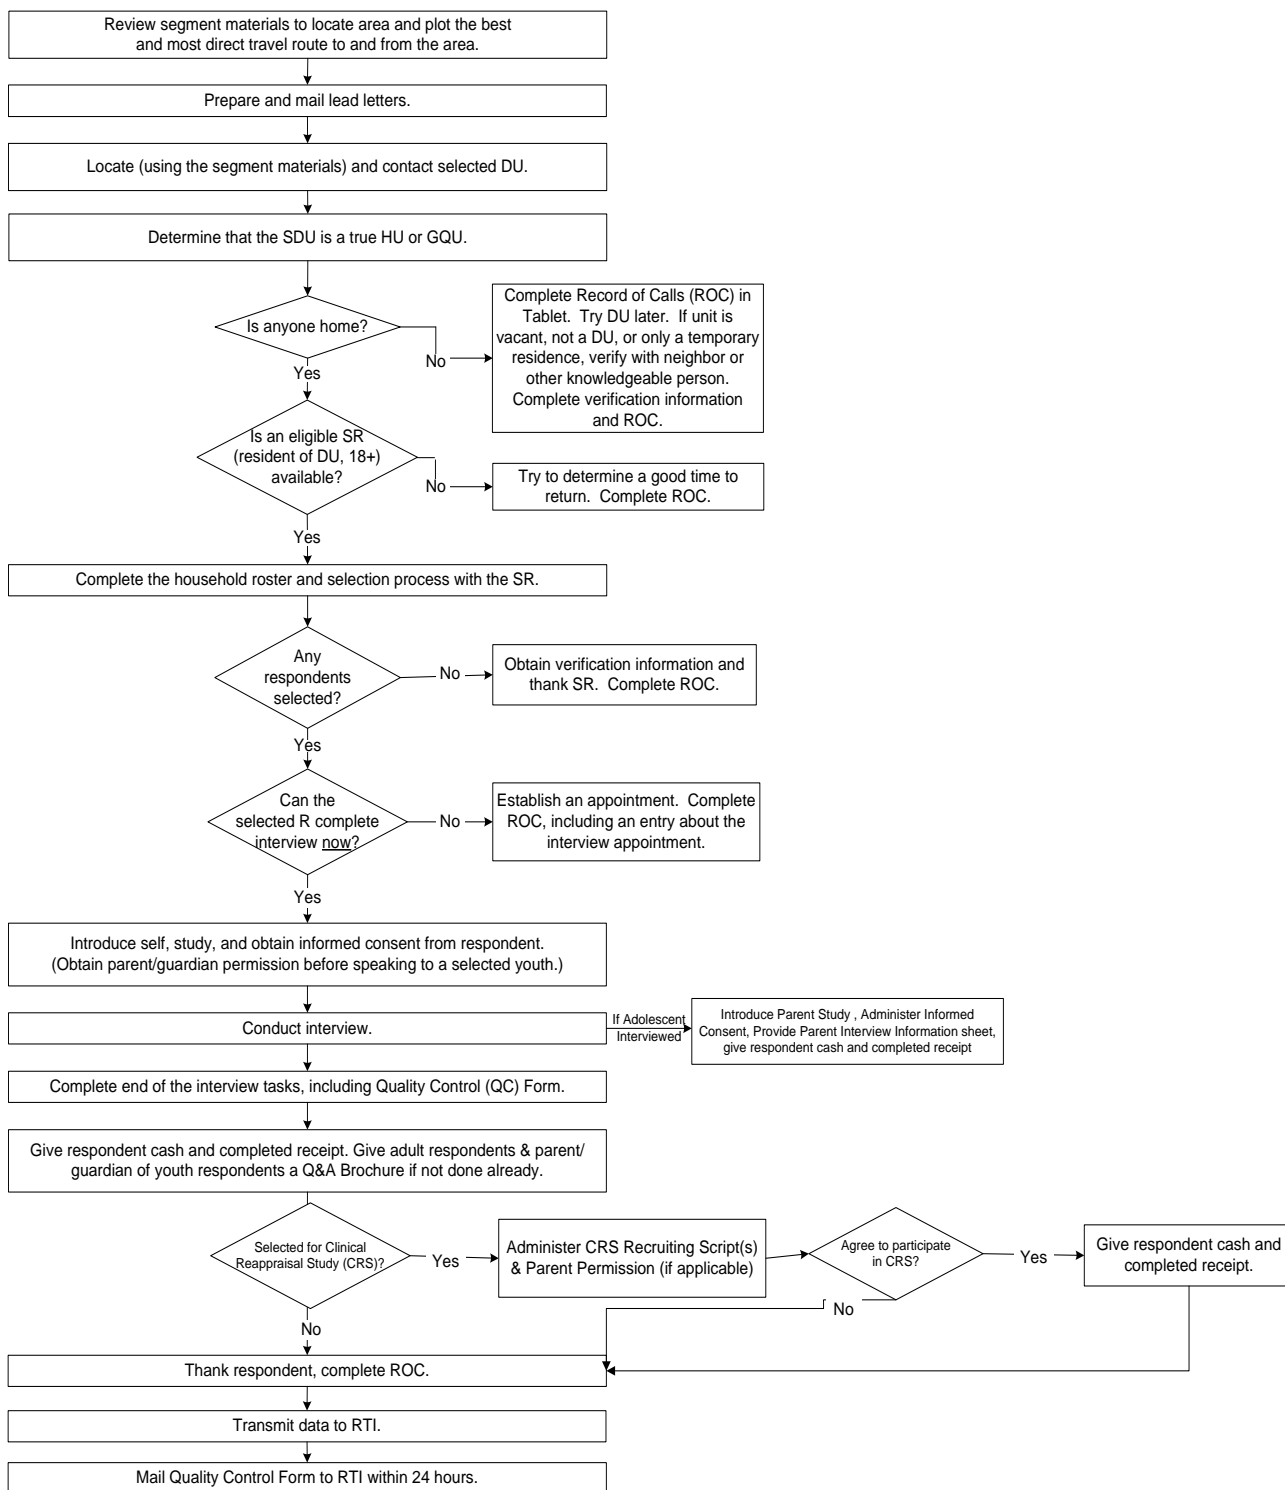 Review segment materials to locate area and plot the best
and most direct travel route to and from the area.
Prepare and mail lead letters.
Locate (using the segment materials) and contact selected DU.
Determine that the SDU is a true HU or GQU.
Is anyone home?
No
Complete Record of Calls (ROC) in
Tablet.  Try DU later.  If unit is
vacant, not a DU, or only a temporary
residence, verify with neighbor or
other knowledgeable person.
Complete verification information
and ROC.
Yes
Is an eligible SR
(resident of DU, 18+)
available?
No
Try to determine a good time to
return.  Complete ROC.
Yes
Complete the household roster and selection process with the SR.
Any
respondents
selected?
No
Obtain verification information and
thank SR.  Complete ROC.
Yes
Can the
selected R complete
interview now?
No
Establish an appointment.  Complete
ROC, including an entry about the
interview appointment.
Yes
Introduce self, study, and obtain informed consent from respondent.
(Obtain parent/guardian permission before speaking to a selected youth.)
Conduct interview.
If Adolescent
Interviewed
Introduce Parent Study , Administer Informed
Consent, Provide Parent Interview Information sheet,
give respondent cash and completed receipt
Complete end of the interview tasks, including Quality Control (QC) Form.
Give respondent cash and completed receipt. Give adult respondents & parent/
guardian of youth respondents a Q&A Brochure if not done already.
Selected for Clinical
Reappraisal Study (CRS)?
Yes
Administer CRS Recruiting Script(s)
& Parent Permission (if applicable)
Agree to participate
in CRS?
Yes
Give respondent cash and
completed receipt.
No
No
Thank respondent, complete ROC.
Transmit data to RTI.
Mail Quality Control Form to RTI within 24 hours.